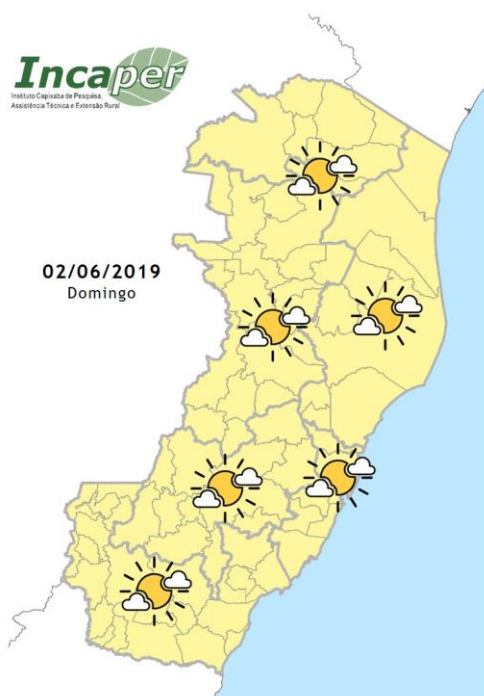 Incaper
Instituto Capixaba de Pesquisa,
Assistência Técnica e Extensão Rural
02/06/2019
Domingo